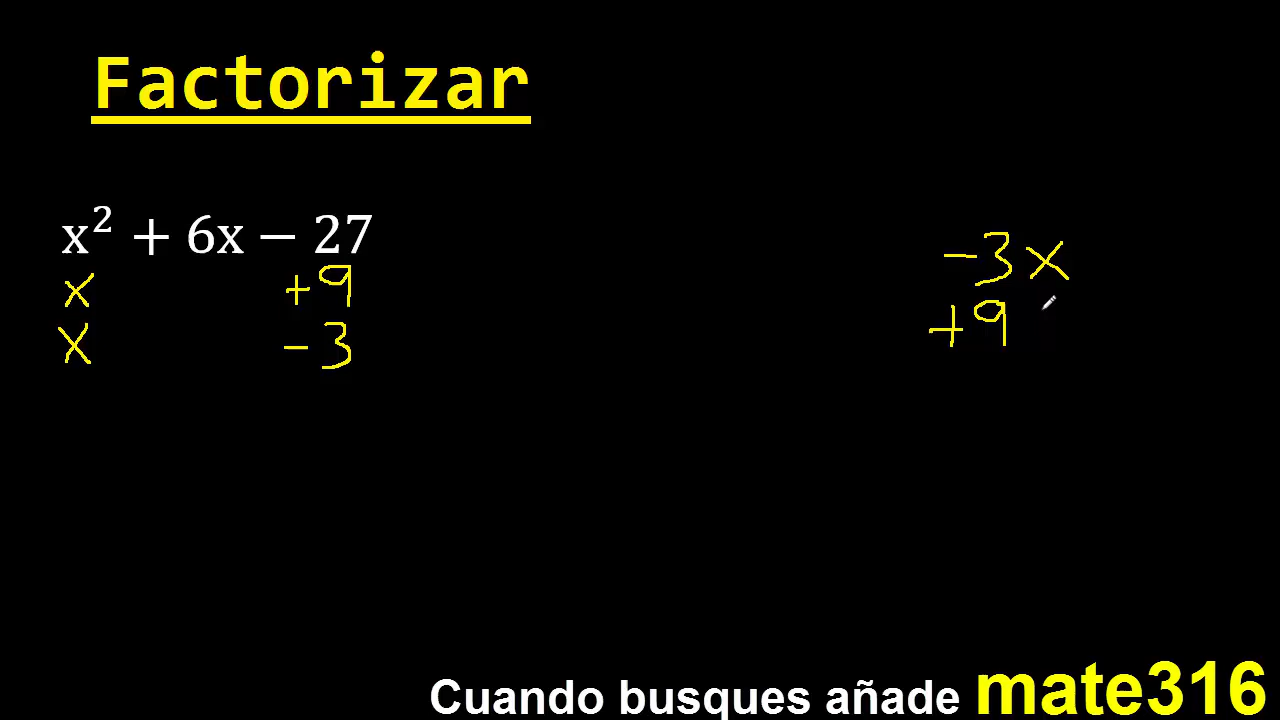 Factorizar
x² + 6x − 27
x +9
x −3
−3x
+9
Cuando busques añade mate316